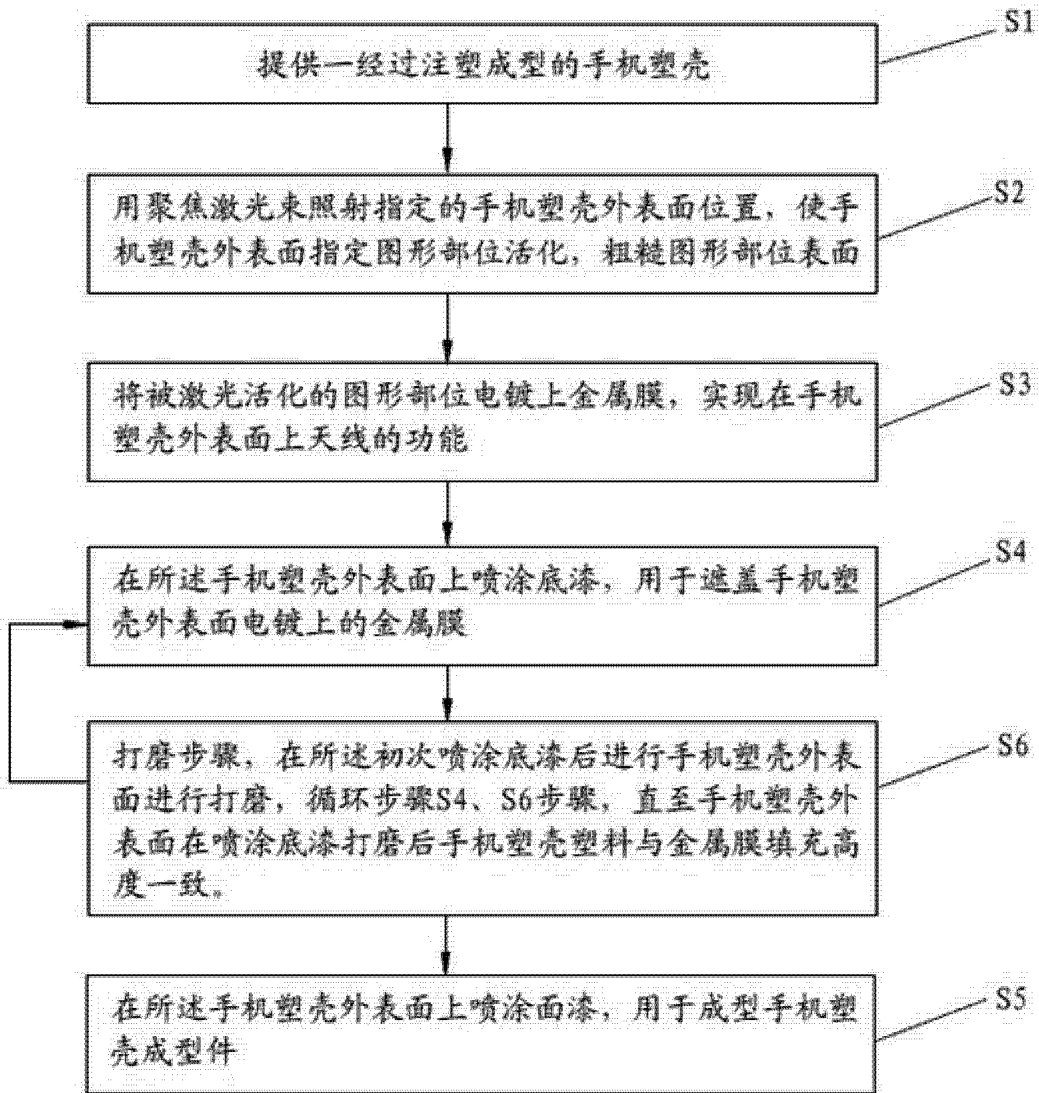 S1
提供一经过注塑成型的手机塑壳
S2
用聚焦激光束照射指定的手机塑壳外表面位置，使手
机塑壳外表面指定图形部位活化，粗糙图形部位表面
S3
将被激光活化的图形部位电镀上金属膜，实现在手机
塑壳外表面上天线的功能
S4
在所述手机塑壳外表面上喷涂底漆，用于遮盖手机塑
壳外表面电镀上的金属膜
S6
打磨步骤，在所述初次喷涂底漆后进行手机塑壳外表
面进行打磨，循环步骤S4、S6步骤，直至手机塑壳外
表面在喷涂底漆打磨后手机塑壳塑料与金属膜填充高
度一致。
S5
在所述手机塑壳外表面上喷涂面漆，用于成型手机塑
壳成型件